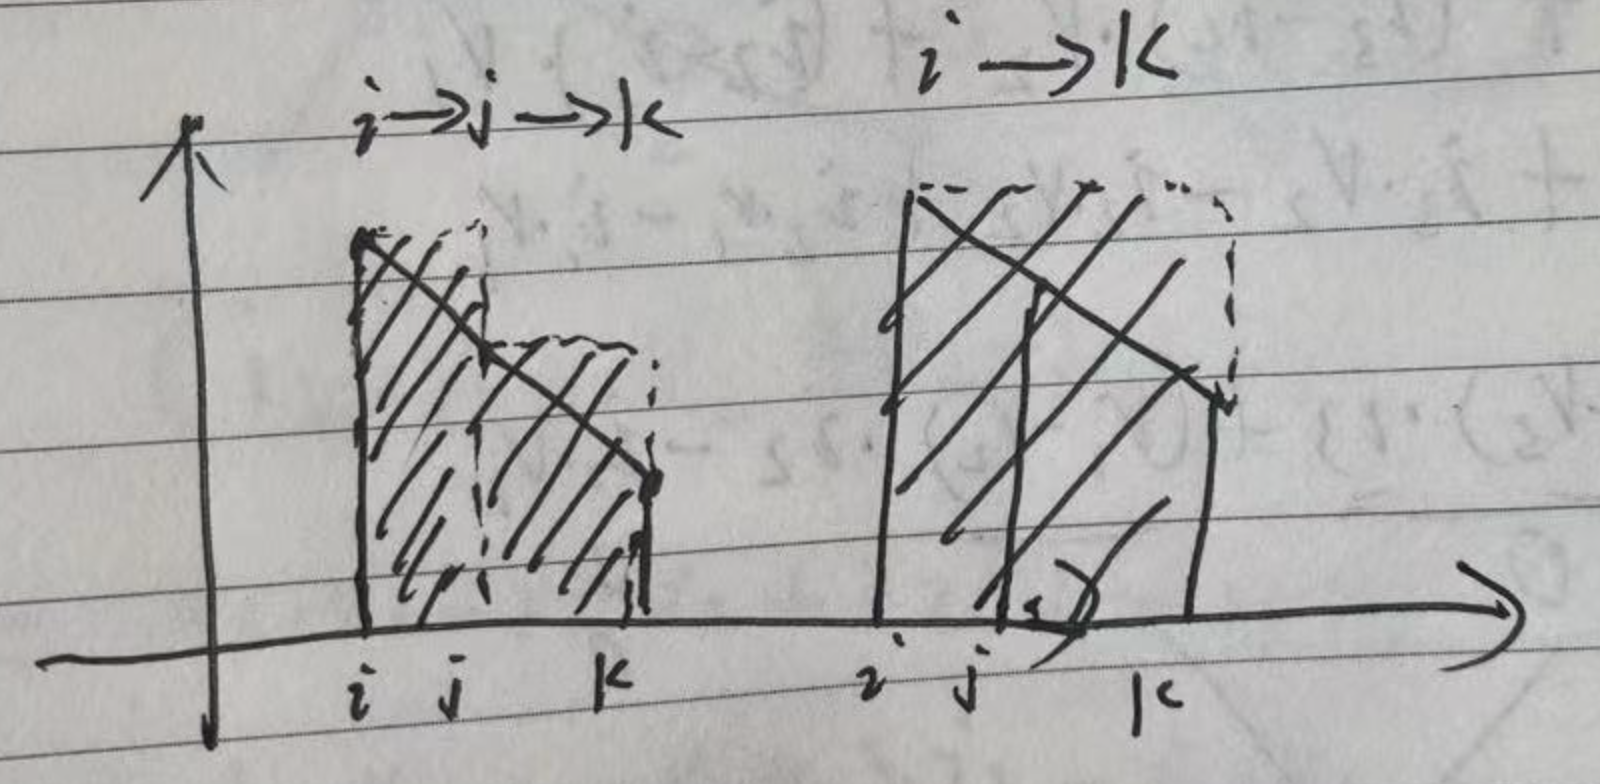 i → j → k
i → k
i j k
i j k